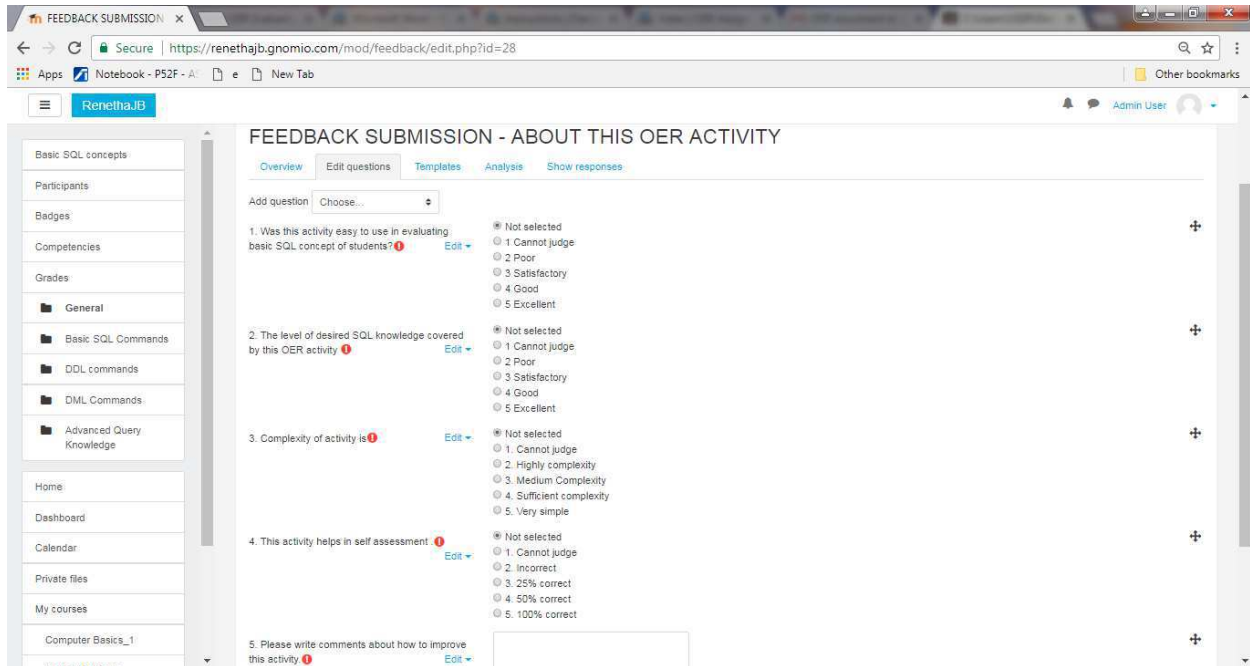 FEEDBACK SUBMISSION
Secure | https://renethajb.gnomio.com/mod/feedback/edit.php?id=28
Apps Notebook - P52F - A e New Tab Other bookmarks
RenethaJB Admin User
Basic SQL concepts
Participants
Badges
Competencies
Grades
General
Basic SQL Commands
DDL commands
DML Commands
Advanced Query
Knowledge
Home
Dashboard
Calendar
Private files
My courses
Computer Basics_1
FEEDBACK SUBMISSION - ABOUT THIS OER ACTIVITY
Overview Edit questions Templates Analysis Show responses
Add question Choose...
1. Was this activity easy to use in evaluating
basic SQL concept of students? Edit
Not selected
1 Cannot judge
2 Poor
3 Satisfactory
4 Good
5 Excellent
2. The level of desired SQL knowledge covered
by this OER activity Edit
Not selected
1 Cannot judge
2 Poor
3 Satisfactory
4 Good
5 Excellent
3. Complexity of activity is Edit
Not selected
1. Cannot judge
2. Highly complexity
3. Medium Complexity
4. Sufficient complexity
5. Very simple
4. This activity helps in self assessment .
Edit
Not selected
1. Cannot judge
2. Incorrect
3. 25% correct
4. 50% correct
5. 100% correct
5. Please write comments about how to improve
this activity. Edit